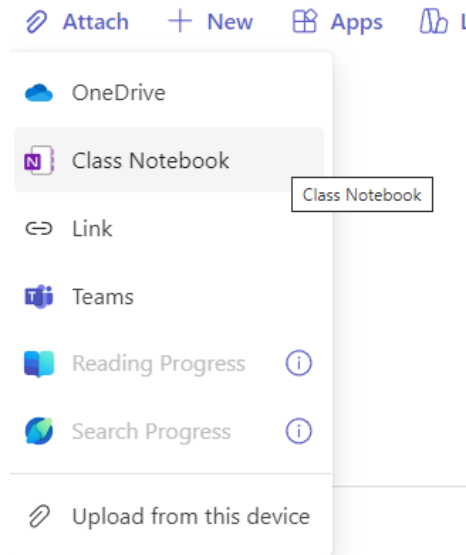 Attach New Apps
OneDrive
Class Notebook
Class Notebook
Link
Teams
Reading Progress
Search Progress
Upload from this device